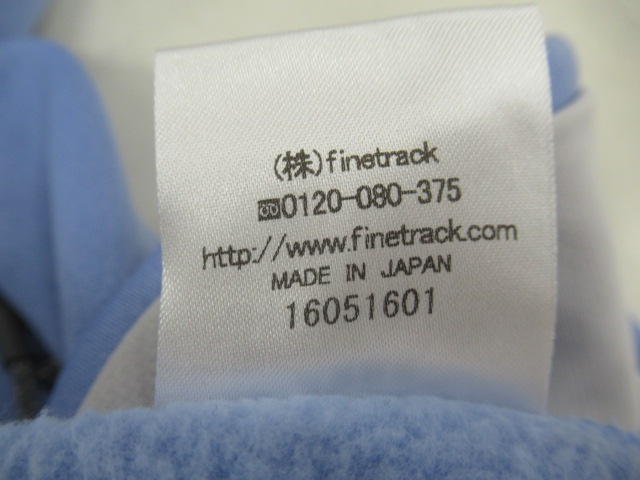 (株)finetrack
0120-080-375
http://www.finetrack.com
MADE IN JAPAN
16051601